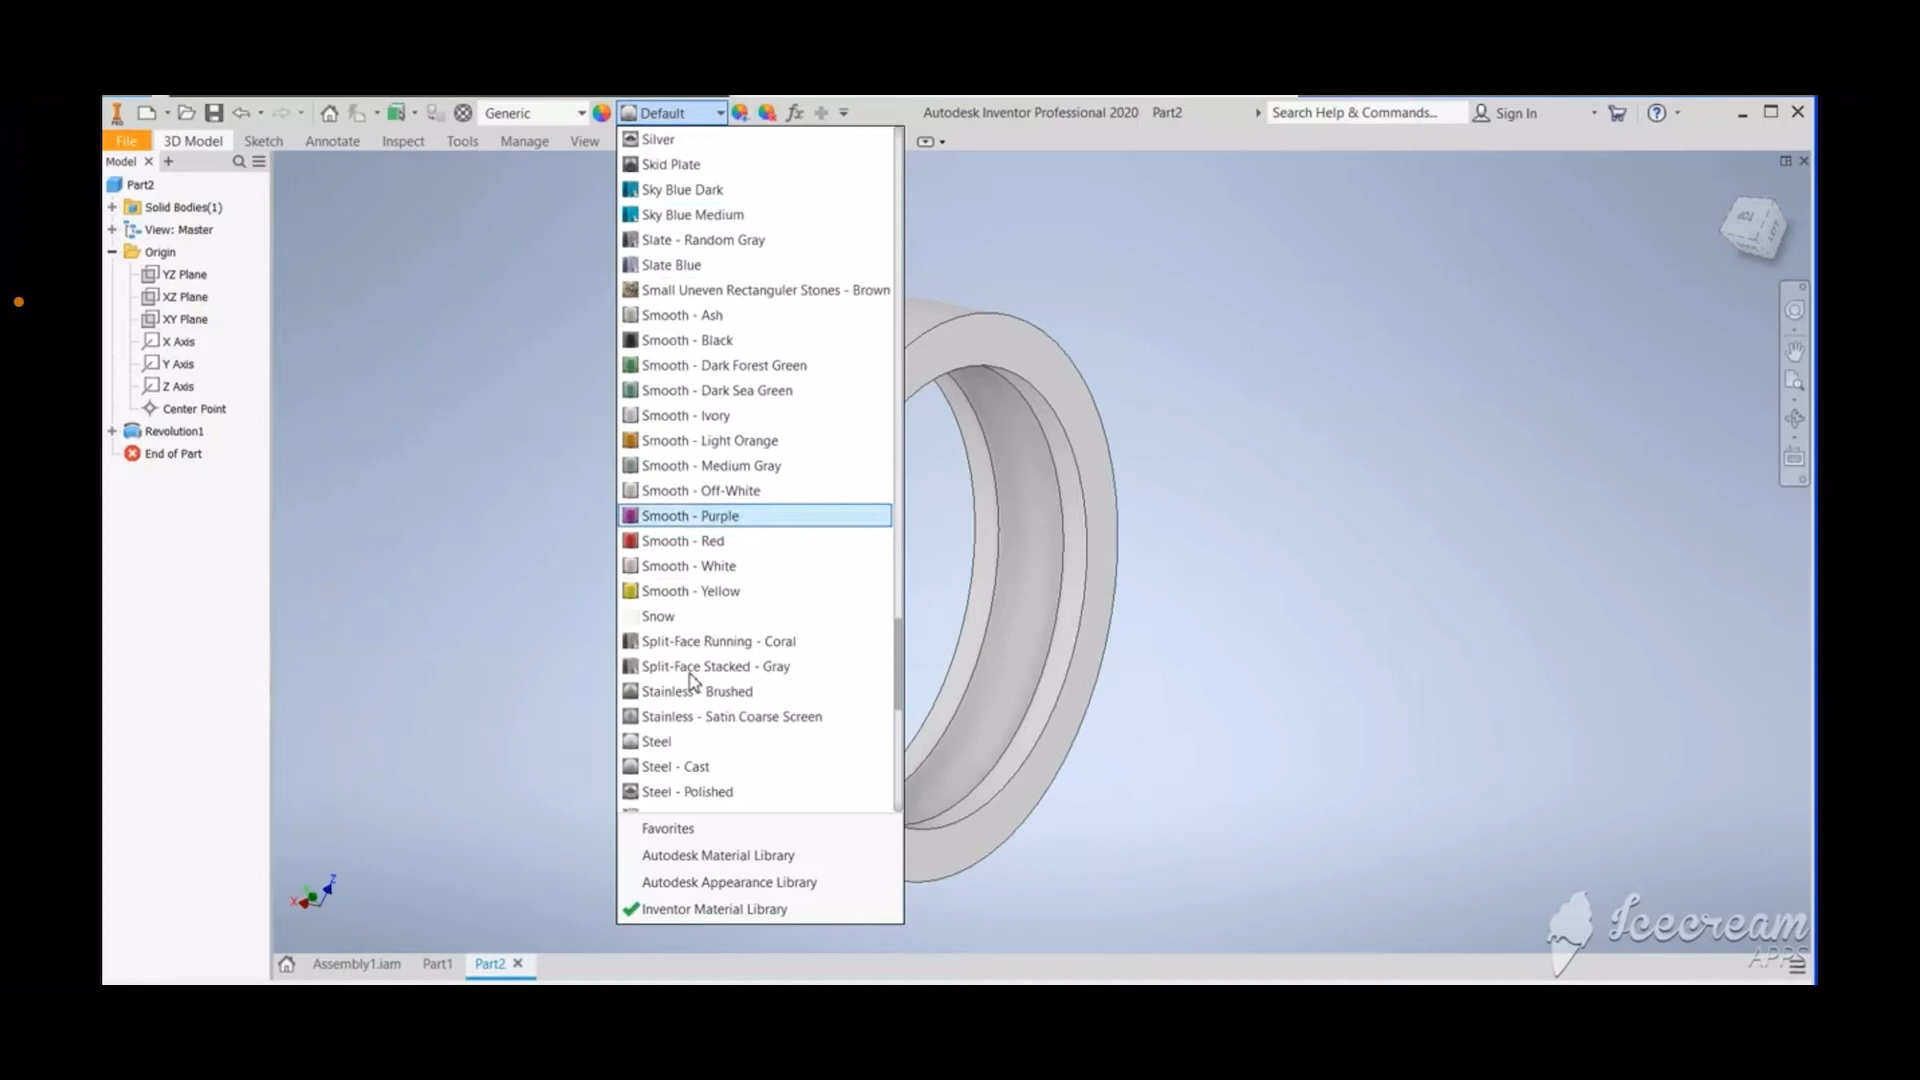 Generic
Default
Autodesk Inventor Professional 2020 Part2
Search Help & Commands...
Sign In
File 3D Model Sketch Annotate Inspect Tools Manage View
Model
Part2
Solid Bodies(1)
View: Master
Origin
YZ Plane
XZ Plane
XY Plane
X Axis
Y Axis
Z Axis
Center Point
Revolution1
End of Part
Silver
Skid Plate
Sky Blue Dark
Sky Blue Medium
Slate - Random Gray
Slate Blue
Small Uneven Rectanguler Stones - Brown
Smooth - Ash
Smooth - Black
Smooth - Dark Forest Green
Smooth - Dark Sea Green
Smooth - Ivory
Smooth - Light Orange
Smooth - Medium Gray
Smooth - Off-White
Smooth - Purple
Smooth - Red
Smooth - White
Smooth - Yellow
Snow
Split-Face Running - Coral
Split-Face Stacked - Gray
Stainless - Brushed
Stainless - Satin Coarse Screen
Steel
Steel - Cast
Steel - Polished
Favorites
Autodesk Material Library
Autodesk Appearance Library
Inventor Material Library
TOP
LEFT
X
Z
Assembly1.iam Part1 Part2
Icecream
APPS